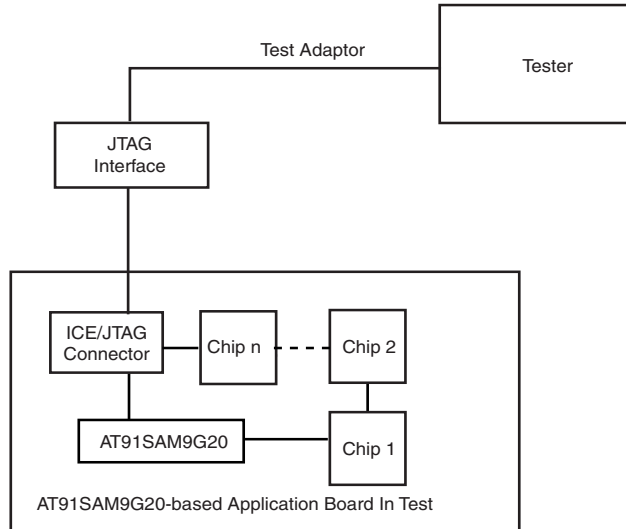 Test Adaptor
Tester
JTAG
Interface
ICE/JTAG
Connector
Chip n
Chip 2
AT91SAM9G20
Chip 1
AT91SAM9G20-based Application Board In Test